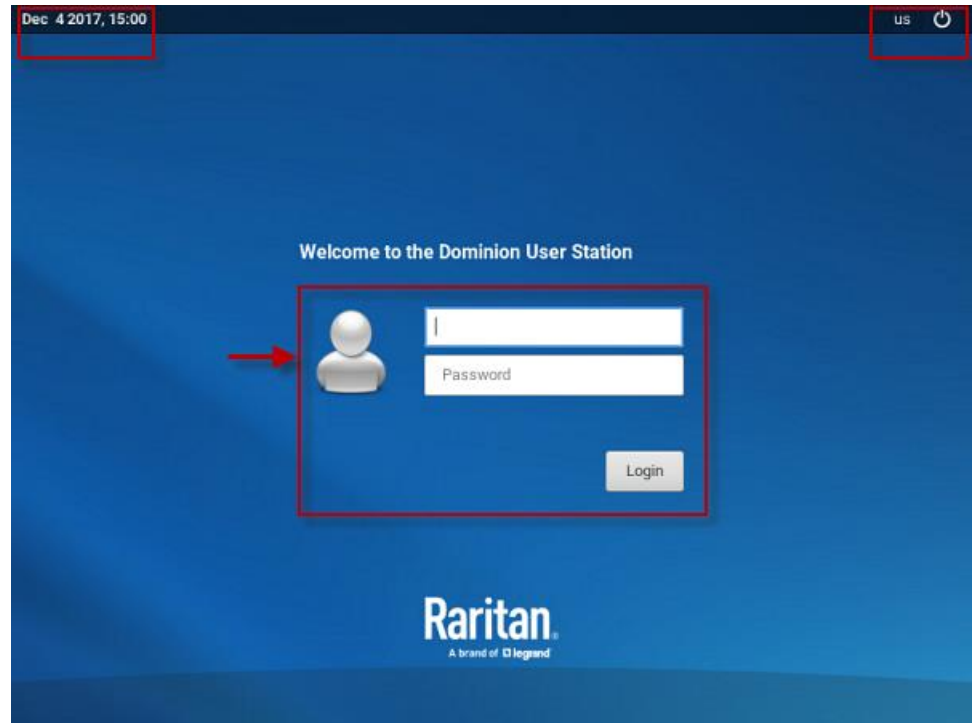 Dec 4 2017, 15:00
us
Welcome to the Dominion User Station
Password
Login
Raritan.
A brand of legrand